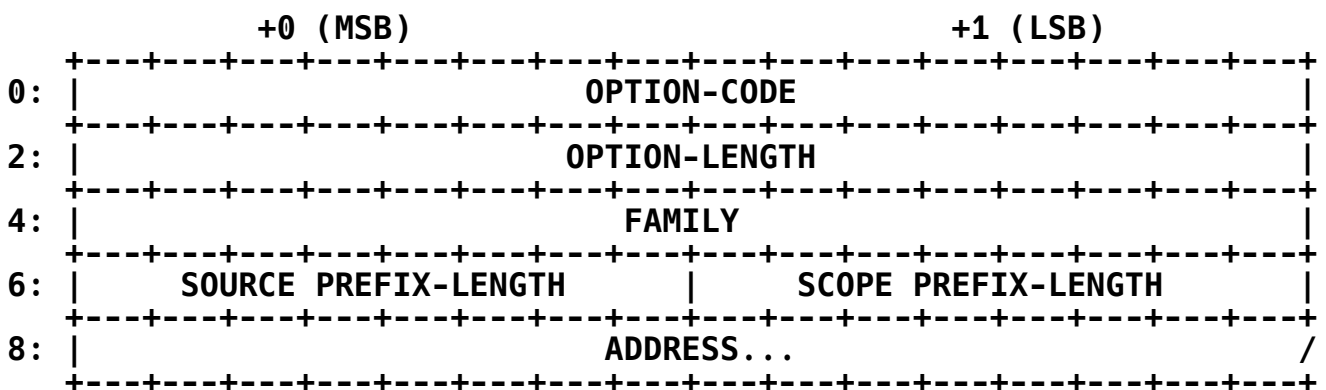 +0 (MSB) +1 (LSB)
+---+---+---+---+---+---+---+---+---+---+---+---+---+---+---+---+
0: | OPTION-CODE |
+---+---+---+---+---+---+---+---+---+---+---+---+---+---+---+---+
2: | OPTION-LENGTH |
+---+---+---+---+---+---+---+---+---+---+---+---+---+---+---+---+
4: | FAMILY |
+---+---+---+---+---+---+---+---+---+---+---+---+---+---+---+---+
6: | SOURCE PREFIX-LENGTH | SCOPE PREFIX-LENGTH |
+---+---+---+---+---+---+---+---+---+---+---+---+---+---+---+---+
8: | ADDRESS... /
+---+---+---+---+---+---+---+---+---+---+---+---+---+---+---+---+